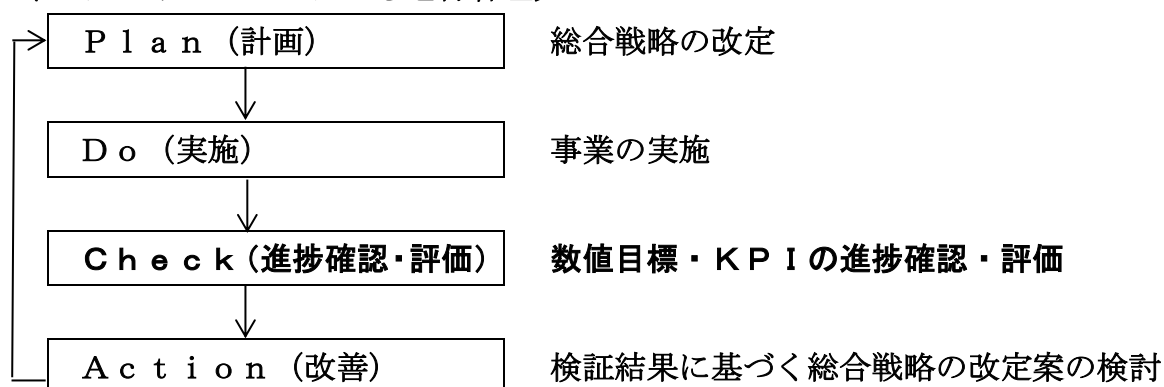 Ｐｌａｎ（計画） 総合戦略の改定
Ｄｏ（実施） 事業の実施
Ｃｈｅｃｋ（進捗確認・評価） 数値目標・ＫＰＩの進捗確認・評価
Ａｃｔｉｏｎ（改善） 検証結果に基づく総合戦略の改定案の検討